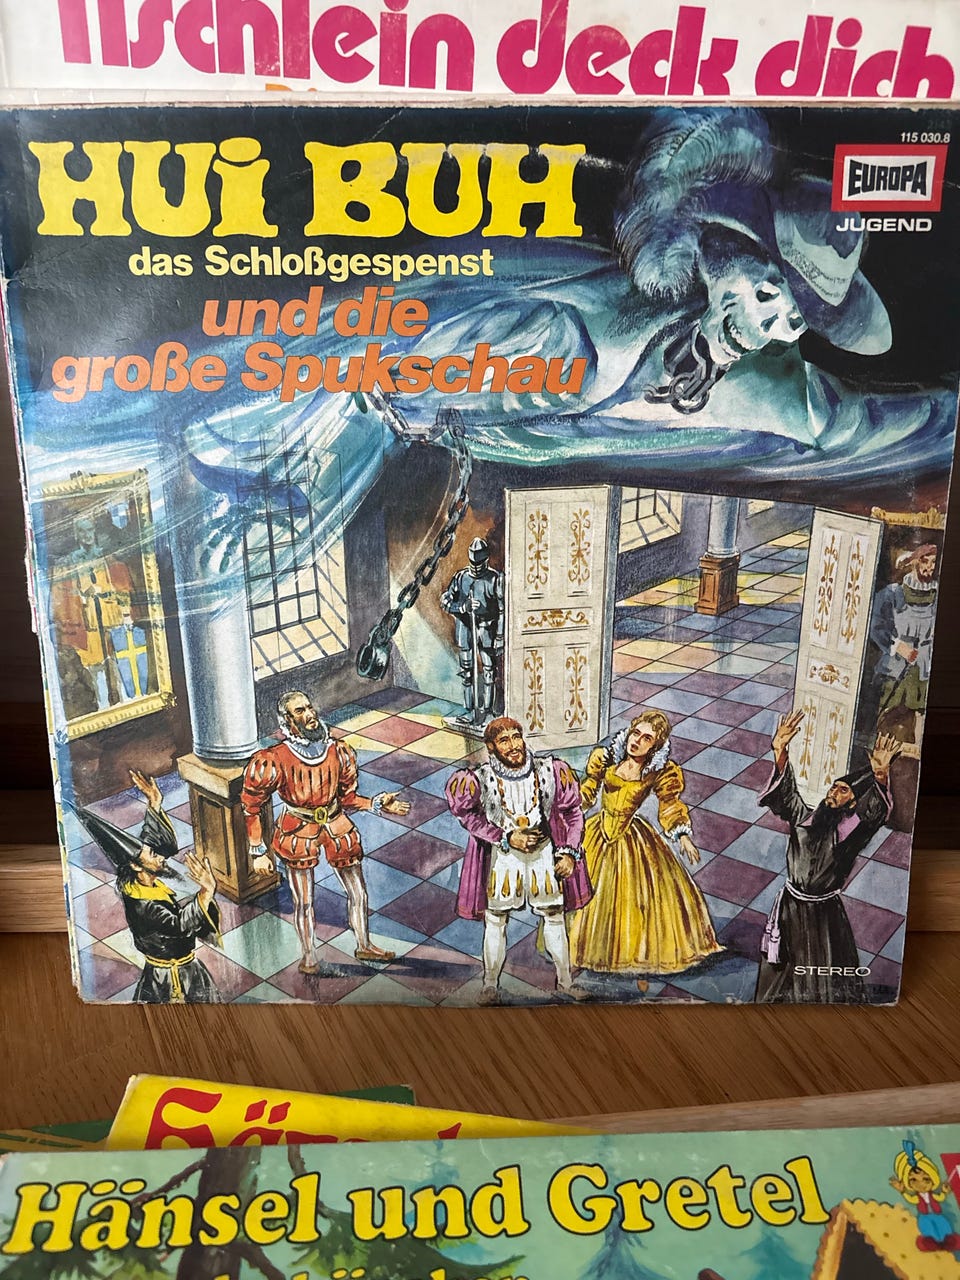 Tischlein deck dich
115 030.8
HUi BUH
EUROPA
JUGEND
das Schloßgespenst
und die
große Spukschau
STEREO
Hänsel und Gretel